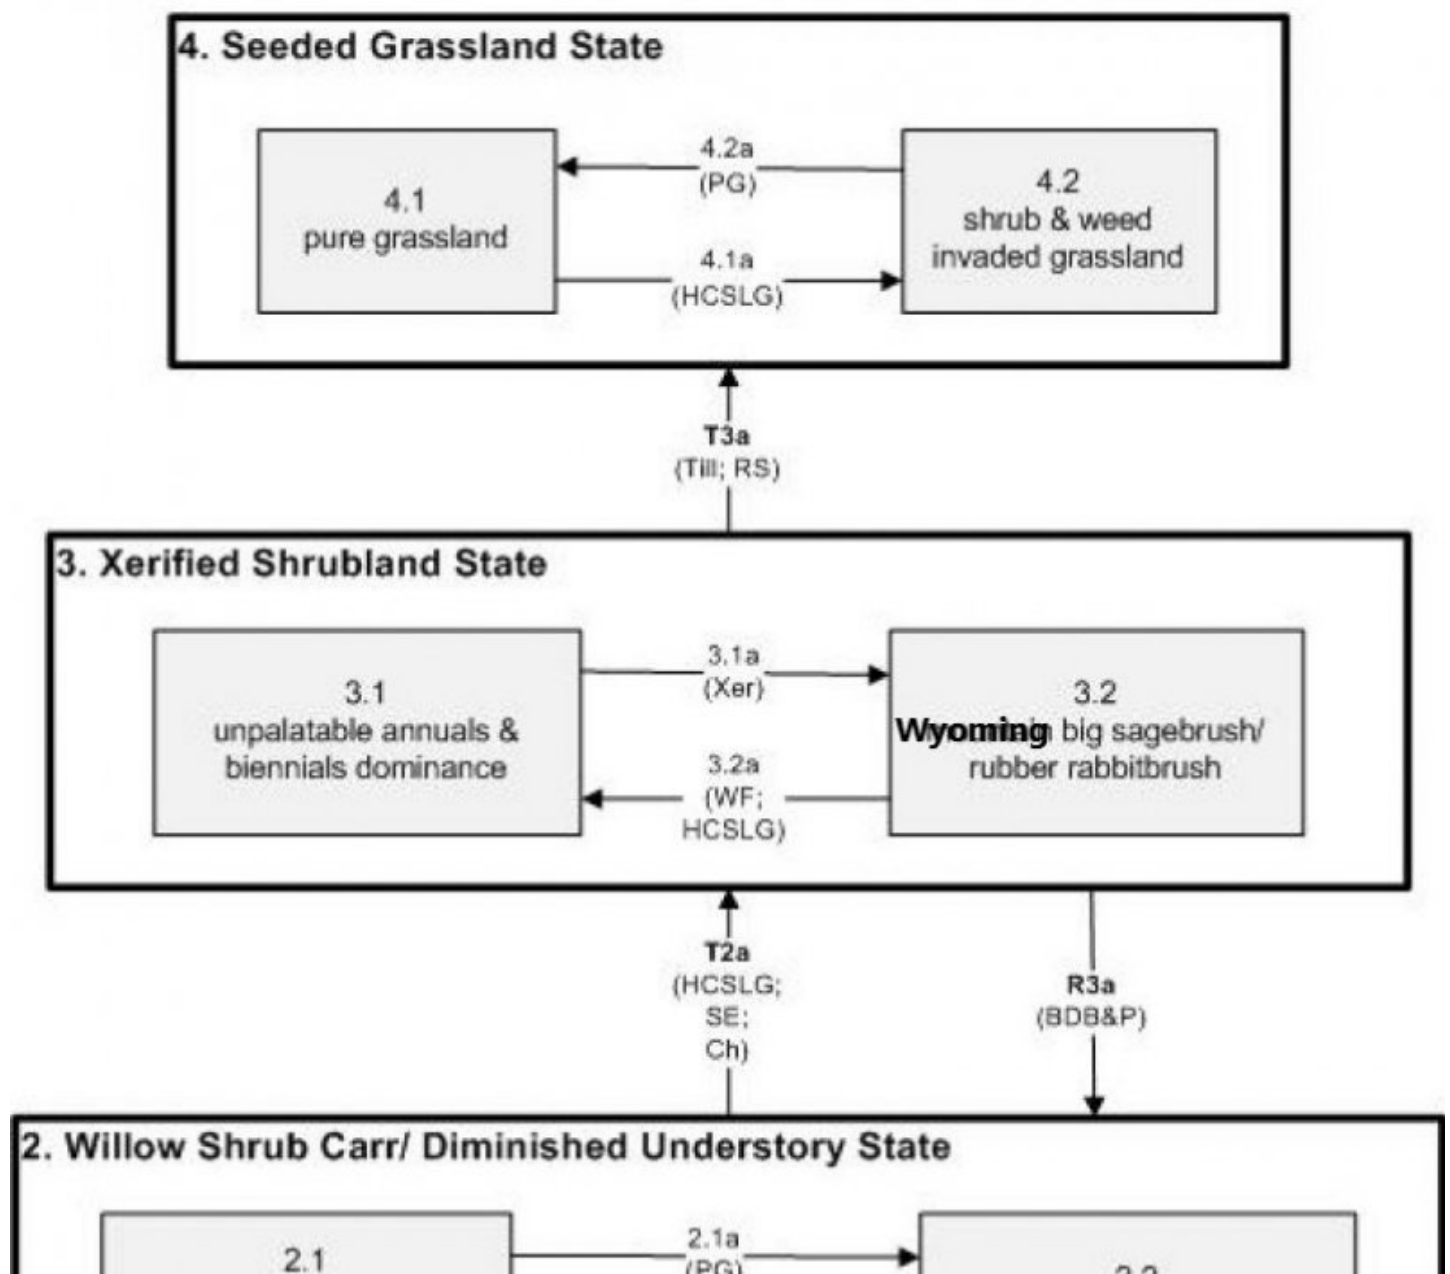 4. Seeded Grassland State
4.1
pure grassland
4.2a
(PG)
4.1a
(HCSLG)
4.2
shrub & weed
invaded grassland
T3a
(Till; RS)
3. Xerified Shrubland State
3.1
unpalatable annuals &
biennials dominance
3.1a
(Xer)
3.2a
(WF;
HCSLG)
3.2
Wyoming big sagebrush/
rubber rabbitbrush
T2a
(HCSLG;
SE;
Ch)
R3a
(BDB&P)
2. Willow Shrub Carr/ Diminished Understory State
2.1
2.1a
(PG)
2.2